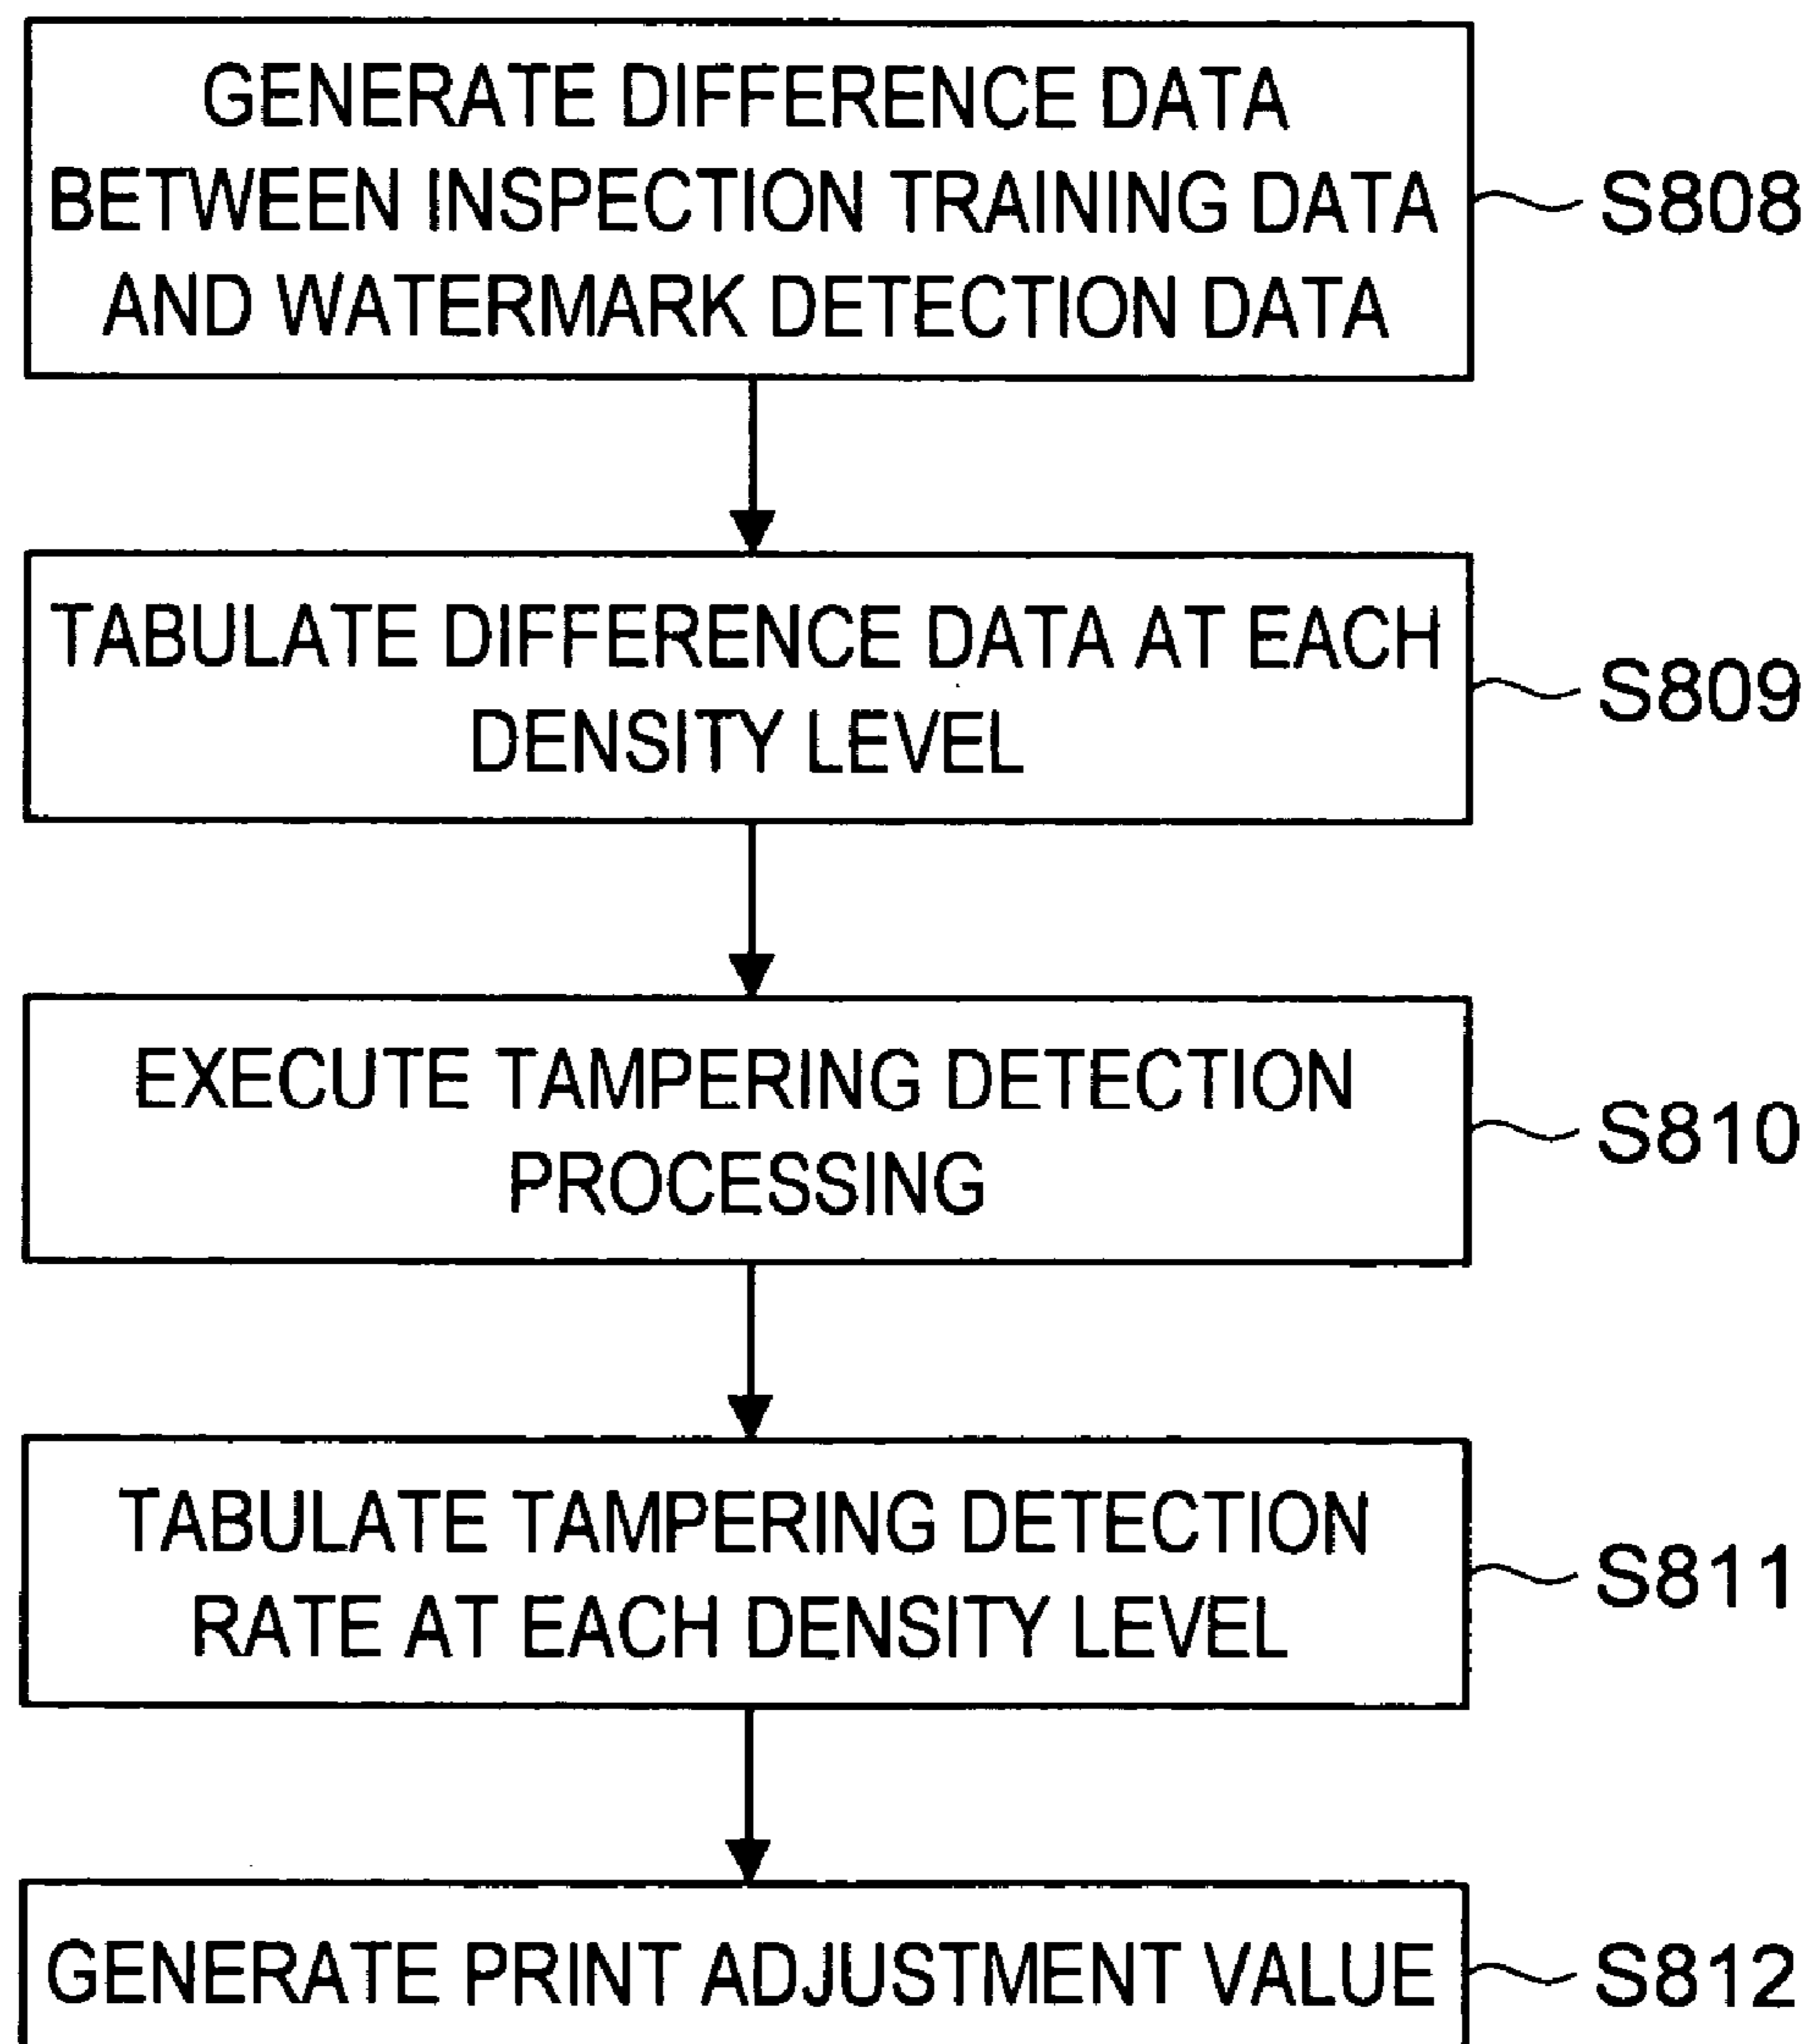 GENERATE DIFFERENCE DATA
BETWEEN INSPECTION TRAINING DATA
AND WATERMARK DETECTION DATA
S808
TABULATE DIFFERENCE DATA AT EACH
DENSITY LEVEL
S809
EXECUTE TAMPERING DETECTION
PROCESSING
S810
TABULATE TAMPERING DETECTION
RATE AT EACH DENSITY LEVEL
S811
GENERATE PRINT ADJUSTMENT VALUE
S812